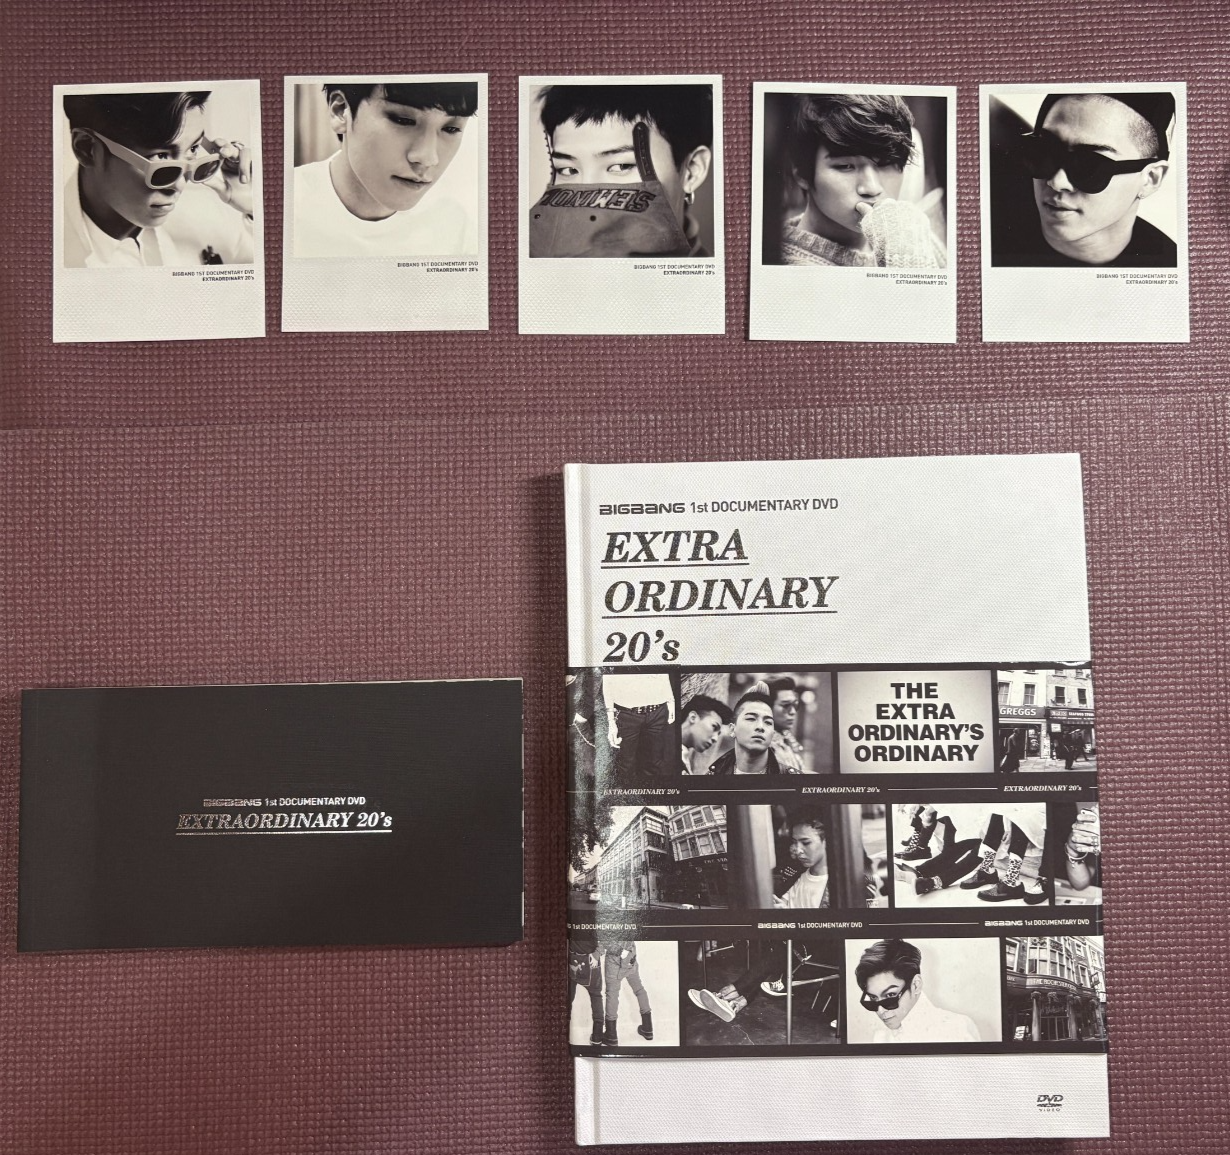 BIGBANG 1ST DOCUMENTARY DVD
EXTRAORDINARY 20's
BIGBANG 1ST DOCUMENTARY DVD
EXTRAORDINARY 20's
BIGBANG 1ST DOCUMENTARY DVD
EXTRAORDINARY 20's
BIGBANG 1ST DOCUMENTARY DVD
EXTRAORDINARY 20's
BIGBANG 1ST DOCUMENTARY DVD
EXTRAORDINARY 20's
BIGBANG 1st DOCUMENTARY DVD
EXTRA
ORDINARY
20's
THE
EXTRA
ORDINARY'S
ORDINARY
GREGGS
EXTRAORDINARY 20's EXTRAORDINARY 20's EXTRAORDINARY 20's
G 1st DOCUMENTARY DVD BIGBANG 1st DOCUMENTARY DVD BIGBANG 1st DOCUMENTARY DVD
DVD
VIDEO
BIGBANG 1st DOCUMENTARY DVD
EXTRAORDINARY 20's